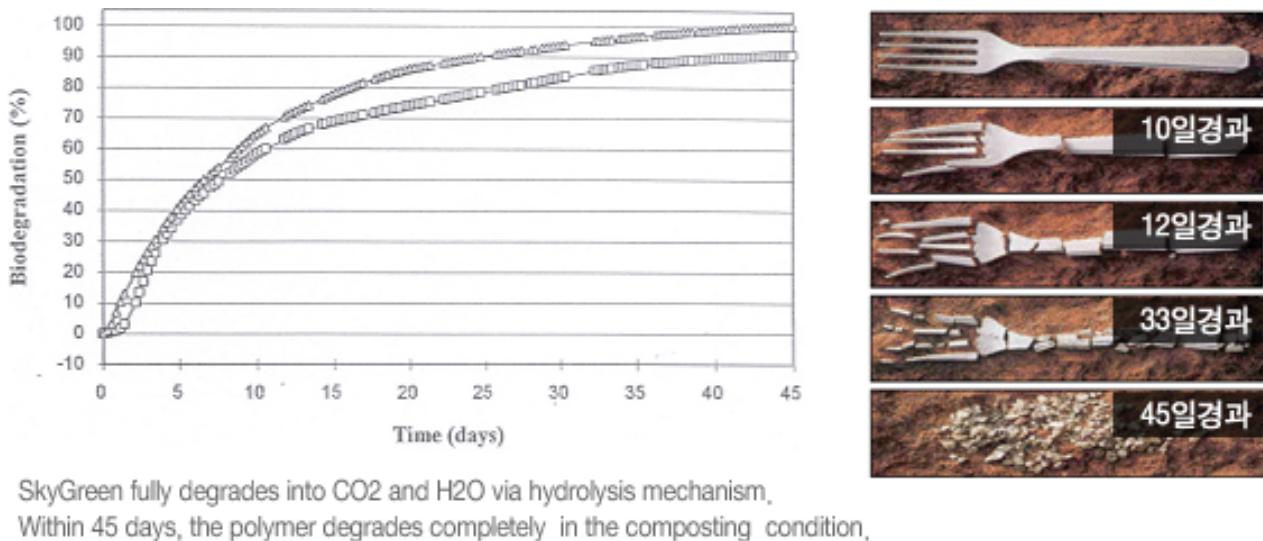 100
90
80
70
60
50
40
30
20
10
0
-10
Biodegradation (%)
0 5 10 15 20 25 30 35 40 45
Time (days)
10일경과
12일경과
33일경과
45일경과
SkyGreen fully degrades into CO2 and H2O via hydrolysis mechanism.
Within 45 days, the polymer degrades completely in the composting condition.